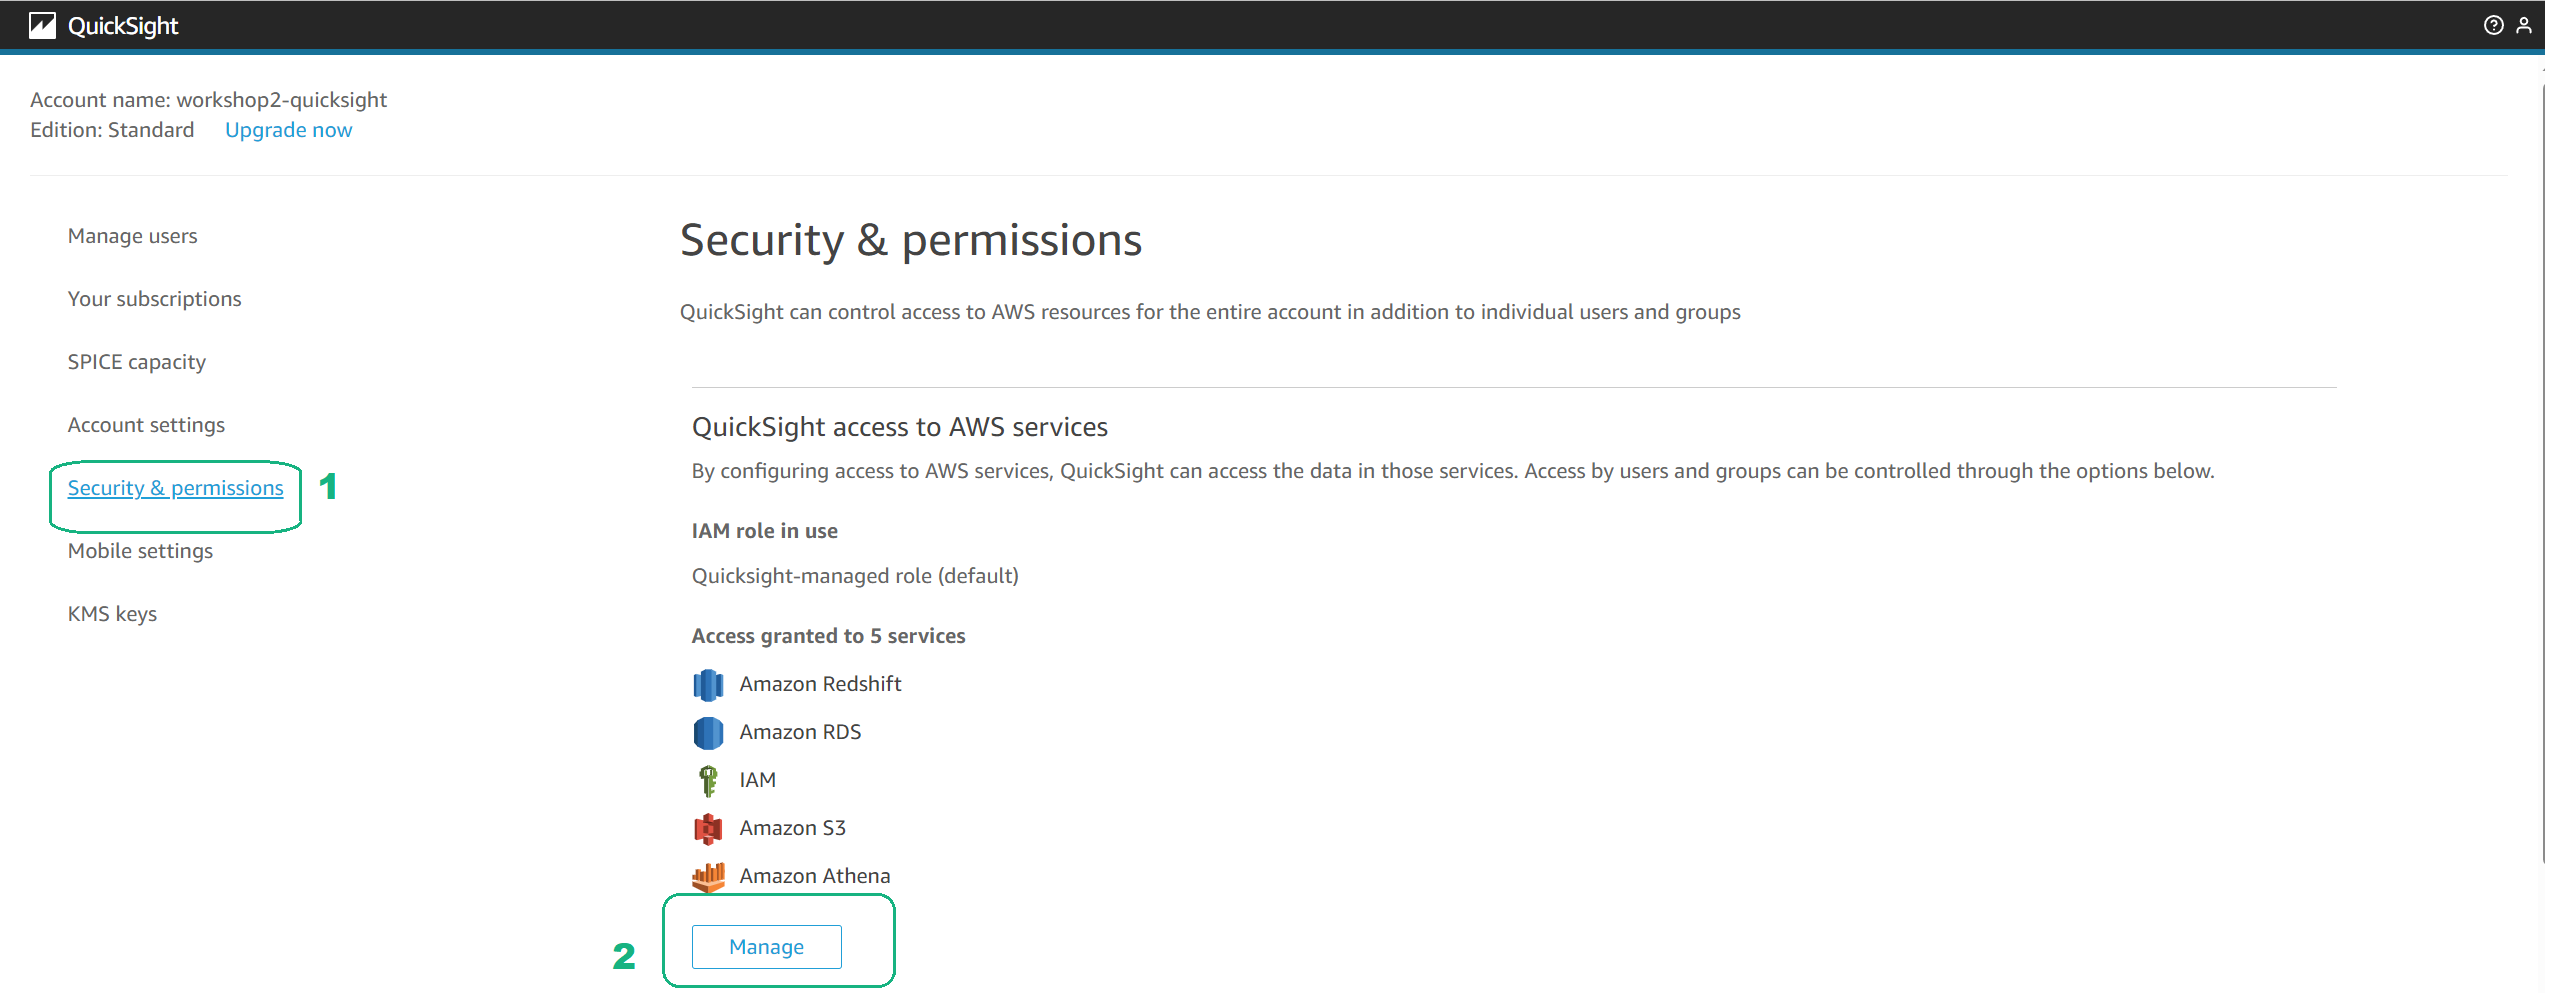 QuickSight
Account name: workshop2-quicksight
Edition: Standard Upgrade now
Manage users
Your subscriptions
SPICE capacity
Account settings
Security & permissions 1
Mobile settings
KMS keys
Security & permissions
QuickSight can control access to AWS resources for the entire account in addition to individual users and groups
QuickSight access to AWS services
By configuring access to AWS services, QuickSight can access the data in those services. Access by users and groups can be controlled through the options below.
IAM role in use
Quicksight-managed role (default)
Access granted to 5 services
Amazon Redshift
Amazon RDS
IAM
Amazon S3
Amazon Athena
2 Manage